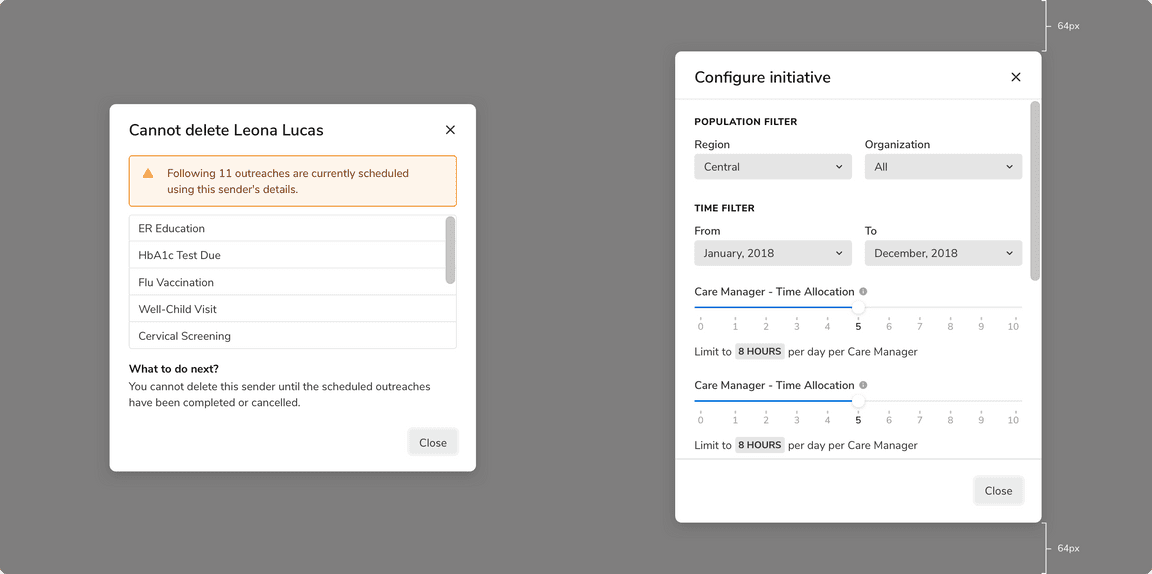 64px
Configure initiative
POPULATION FILTER
Region
Organization
Central
All
TIME FILTER
From
To
January, 2018
December, 2018
Care Manager - Time Allocation
0 1 2 3 4 5 6 7 8 9 10
Limit to 8 HOURS per day per Care Manager
Care Manager - Time Allocation
0 1 2 3 4 5 6 7 8 9 10
Limit to 8 HOURS per day per Care Manager
Close
64px
Cannot delete Leona Lucas
Following 11 outreaches are currently scheduled
using this sender's details.
ER Education
HbA1c Test Due
Flu Vaccination
Well-Child Visit
Cervical Screening
What to do next?
You cannot delete this sender until the scheduled outreaches
have been completed or cancelled.
Close